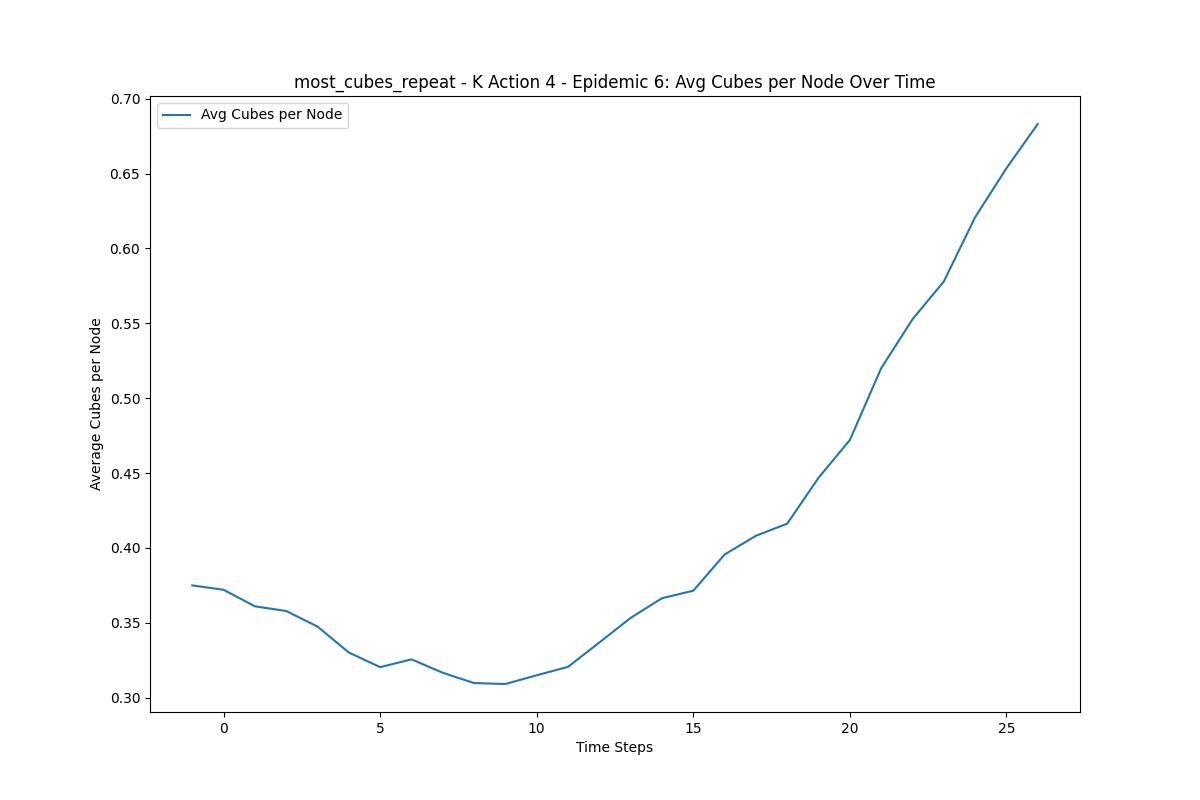 most_cubes_repeat - K Action 4 - Epidemic 6: Avg Cubes per Node Over Time
Avg Cubes per Node
0.70
0.65
0.60
0.55
0.50
0.45
0.40
0.35
0.30
Average Cubes per Node
0 5 10 15 20 25
Time Steps